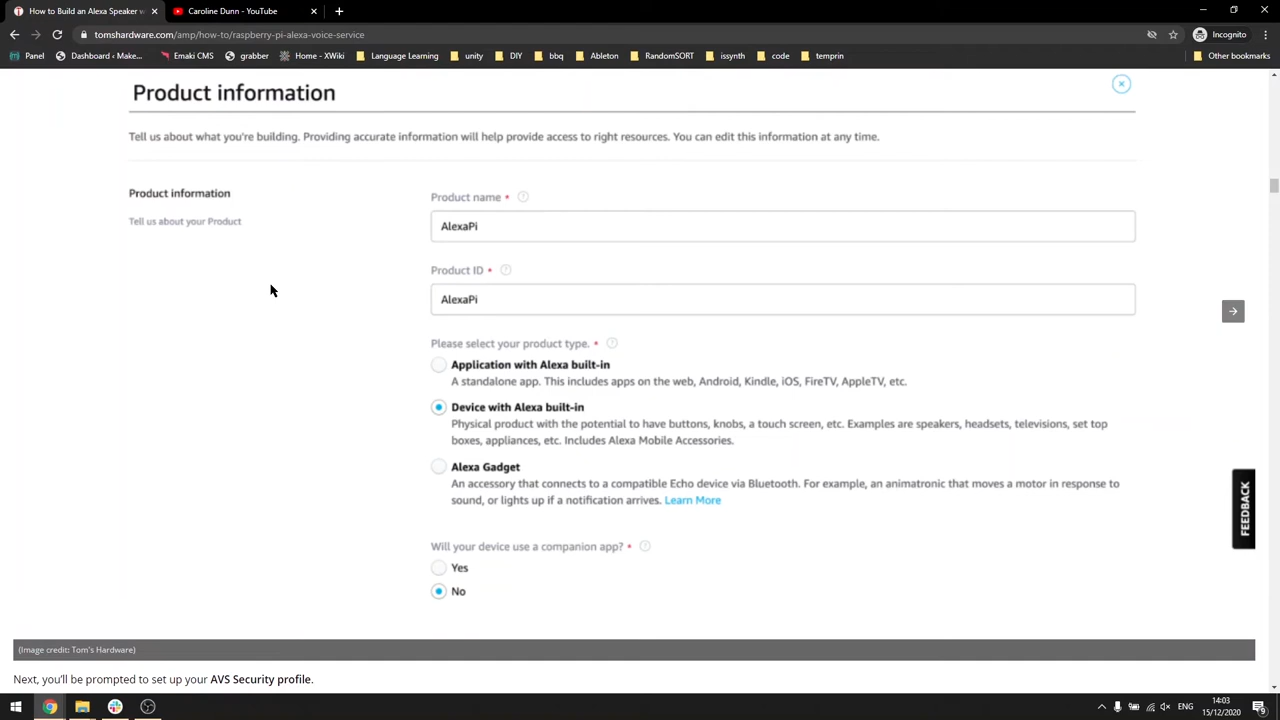 How to Build an Alexa Speaker w
Caroline Dunn - YouTube
tomshardware.com/amki/how-to/raspberry-pi-alexa-voice-service
Incognito
Panel
Dashboard ‹ Make...
Emaki CMS
grabber
Home - XWiki
Language Learning
unity
DIY
bbq
Ableton
RandomSORT
issynth
code
temprin
Other bookmarks
Product information
Tell us about what you're building. Providing accurate information will help provide access to right resources. You can edit this information at any time.
Product information
Tell us about your Product
Product name *
AlexaPi
Product ID *
AlexaPi
Please select your product type. *
Application with Alexa built-in
A standalone app. This includes apps on the web, Android, Kindle, iOS, FireTV, AppleTV, etc.
Device with Alexa built-in
Physical product with the potential to have buttons, knobs, a touch screen, etc. Examples are speakers, headsets, televisions, set top
boxes, appliances, etc. Includes Alexa Mobile Accessories.
Alexa Gadget
An accessory that connects to a compatible Echo device via Bluetooth. For example, an animatronic that moves a motor in response to
sound, or lights up if a notification arrives. Learn More
Will your device use a companion app? *
Yes
No
FEEDBACK
(Image credit: Tom's Hardware)
Next, you'll be prompted to set up your AVS Security profile.
ENG
14:03
15/12/2020